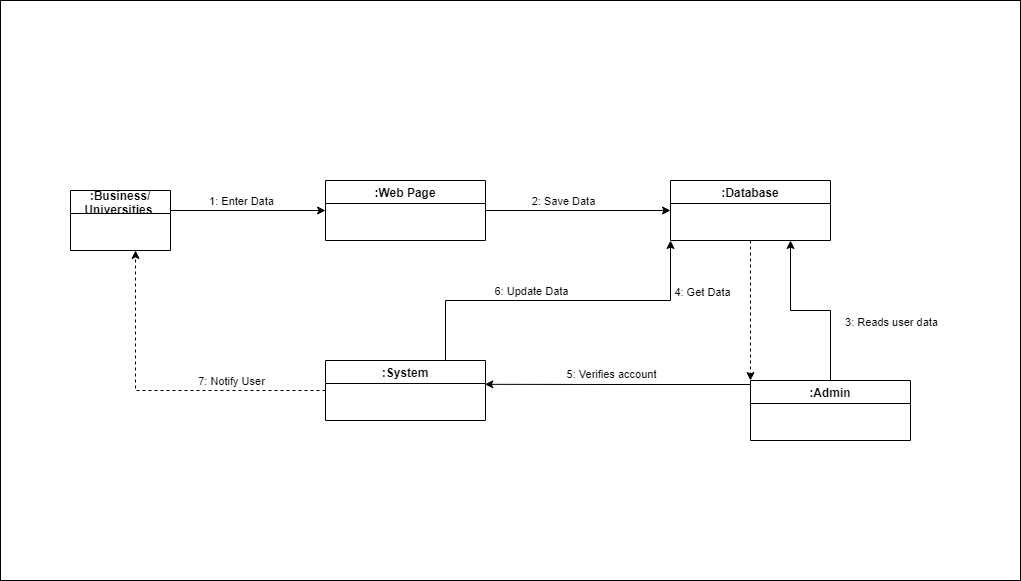 :Business/
Universities
1: Enter Data
:Web Page
2: Save Data
:Database
6: Update Data
4: Get Data
3: Reads user data
7: Notify User
:System
5: Verifies account
:Admin